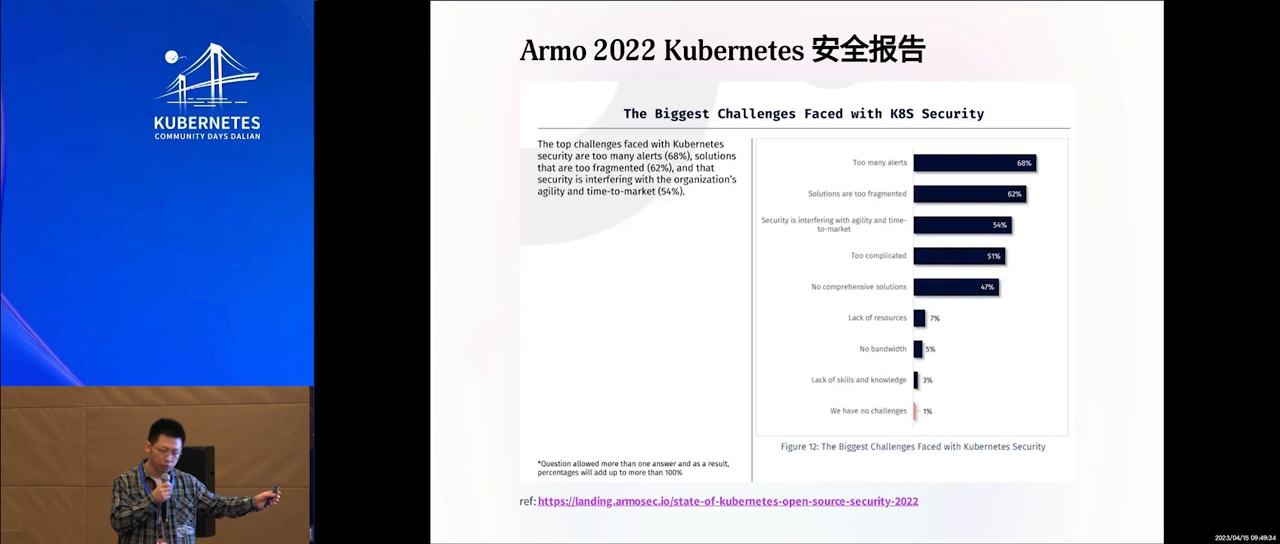 KUBERNETES
COMMUNITY DAYS DALIAN
Armo 2022 Kubernetes 安全报告
The Biggest Challenges Faced with K8S Security
The top challenges faced with Kubernetes
security are too many alerts (68%), solutions
that are too fragmented (62%), and that
security is interfering with the organization's
agility and time-to-market (54%).
*Question allowed more than one answer and as a result,
percentages will add up to more than 100%
Too many alerts 68%
Solutions are too fragmented 62%
Security is interfering with agility and time-
to-market 54%
Too complicated 51%
No comprehensive solutions 47%
Lack of resources 7%
No bandwidth 5%
Lack of skills and knowledge 3%
We have no challenges 1%
Figure 12: The Biggest Challenges Faced with Kubernetes Security
ref: https://landing.armosec.io/state-of-kubernetes-open-source-security-2022
2023/04/15 09:49:34